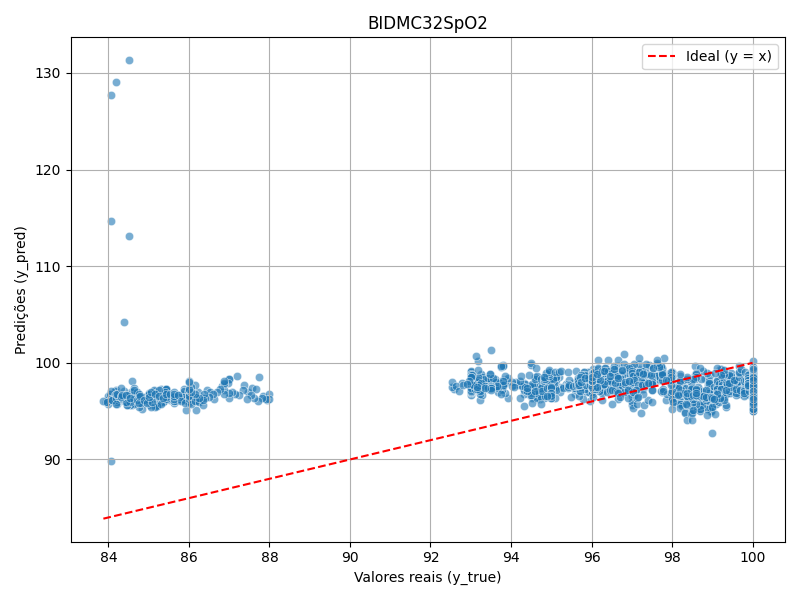 BIDMC32SpO2
Ideal (y = x)
Predições (y_pred)
130
120
110
100
90
84 86 88 90 92 94 96 98 100
Valores reais (y_true)